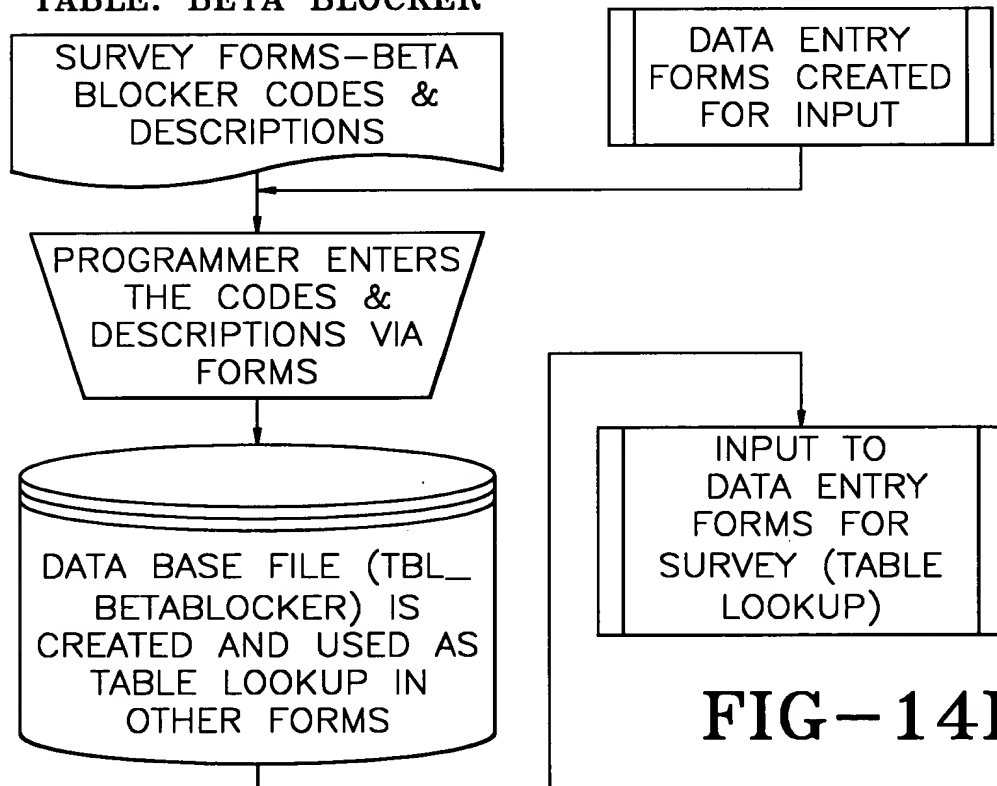 TABLE: BETA BLOCKER
SURVEY FORMS-BETA
BLOCKER CODES &
DESCRIPTIONS
DATA ENTRY
FORMS CREATED
FOR INPUT
PROGRAMMER ENTERS
THE CODES &
DESCRIPTIONS VIA
FORMS
DATA BASE FILE (TBL_
BETABLOCKER) IS
CREATED AND USED AS
TABLE LOOKUP IN
OTHER FORMS
INPUT TO
DATA ENTRY
FORMS FOR
SURVEY (TABLE
LOOKUP)